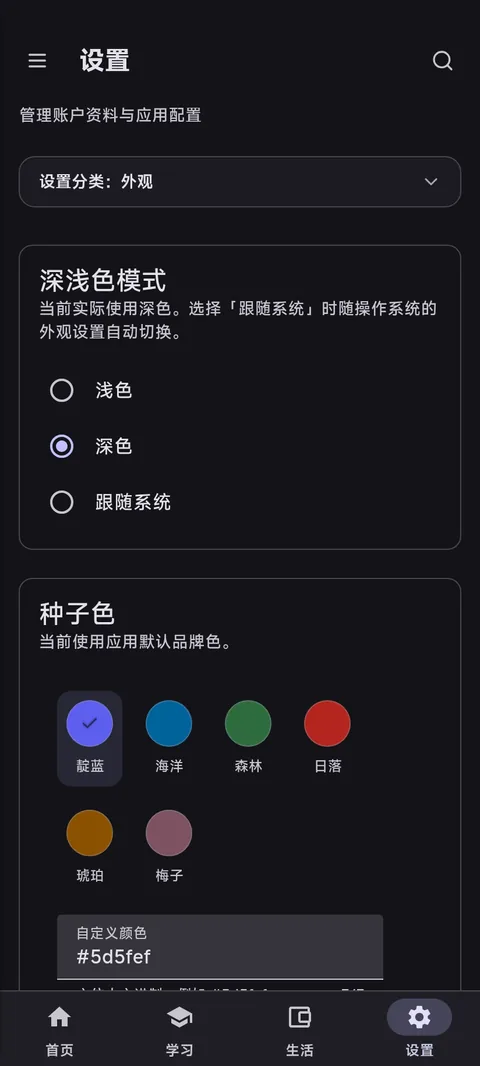 设置
管理账户资料与应用配置
设置分类：外观
深浅色模式
当前实际使用深色。选择「跟随系统」时随操作系统的
外观设置自动切换。
浅色
深色
跟随系统
种子色
当前使用应用默认品牌色。
靛蓝
海洋
森林
日落
琥珀
梅子
自定义颜色
#5d5fef
首页
学习
生活
设置